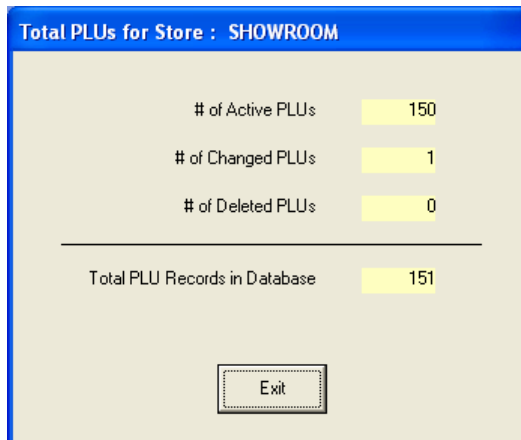 Total PLUs for Store : SHOWROOM
# of Active PLUs 150
# of Changed PLUs 1
# of Deleted PLUs 0
Total PLU Records in Database 151
Exit